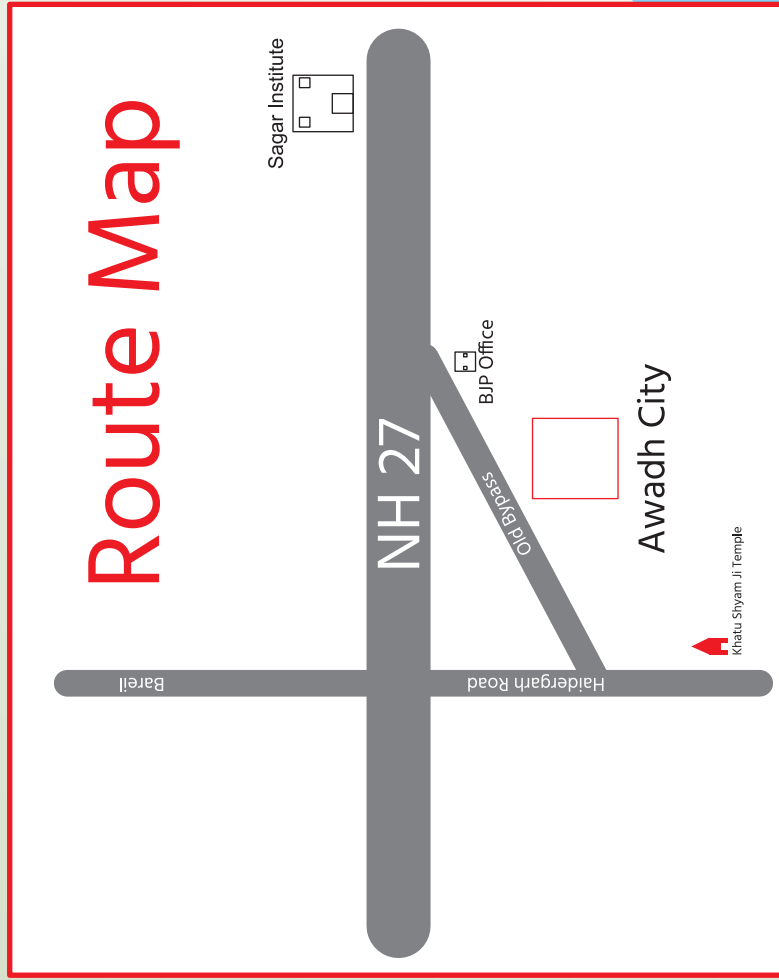 Route Map
Sagar Institute
NH 27
BJP Office
Old Bypass
Awadh City
Khatu Shyam Ji Temple
Bareil
Haidergarh Road